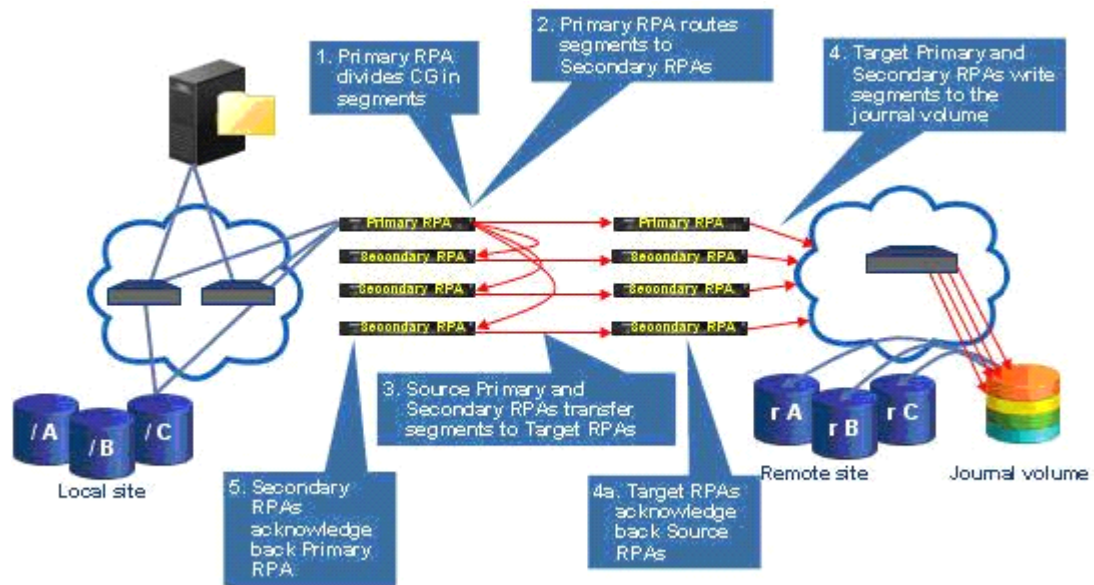 1. Primary RPA
divides CG in
segments
2. Primary RPA routes
segments to
Secondary RPAs
4. Target Primary and
Secondary RPAs write
segments to the
journal volume
Primary RPA
Primary RPA
Secondary RPA
Secondary RPA
Secondary RPA
Secondary RPA
Secondary RPA
Secondary RPA
3. Source Primary and
Secondary RPAs transfer
segments to Target RPAs
/A
/B
/C
Local site
r A
r B
r C
Remote site
Journal volume
5. Secondary
RPAs
acknowledge
back Primary
RPA
4a. Target RPAs
acknowledge
back Source
RPAs